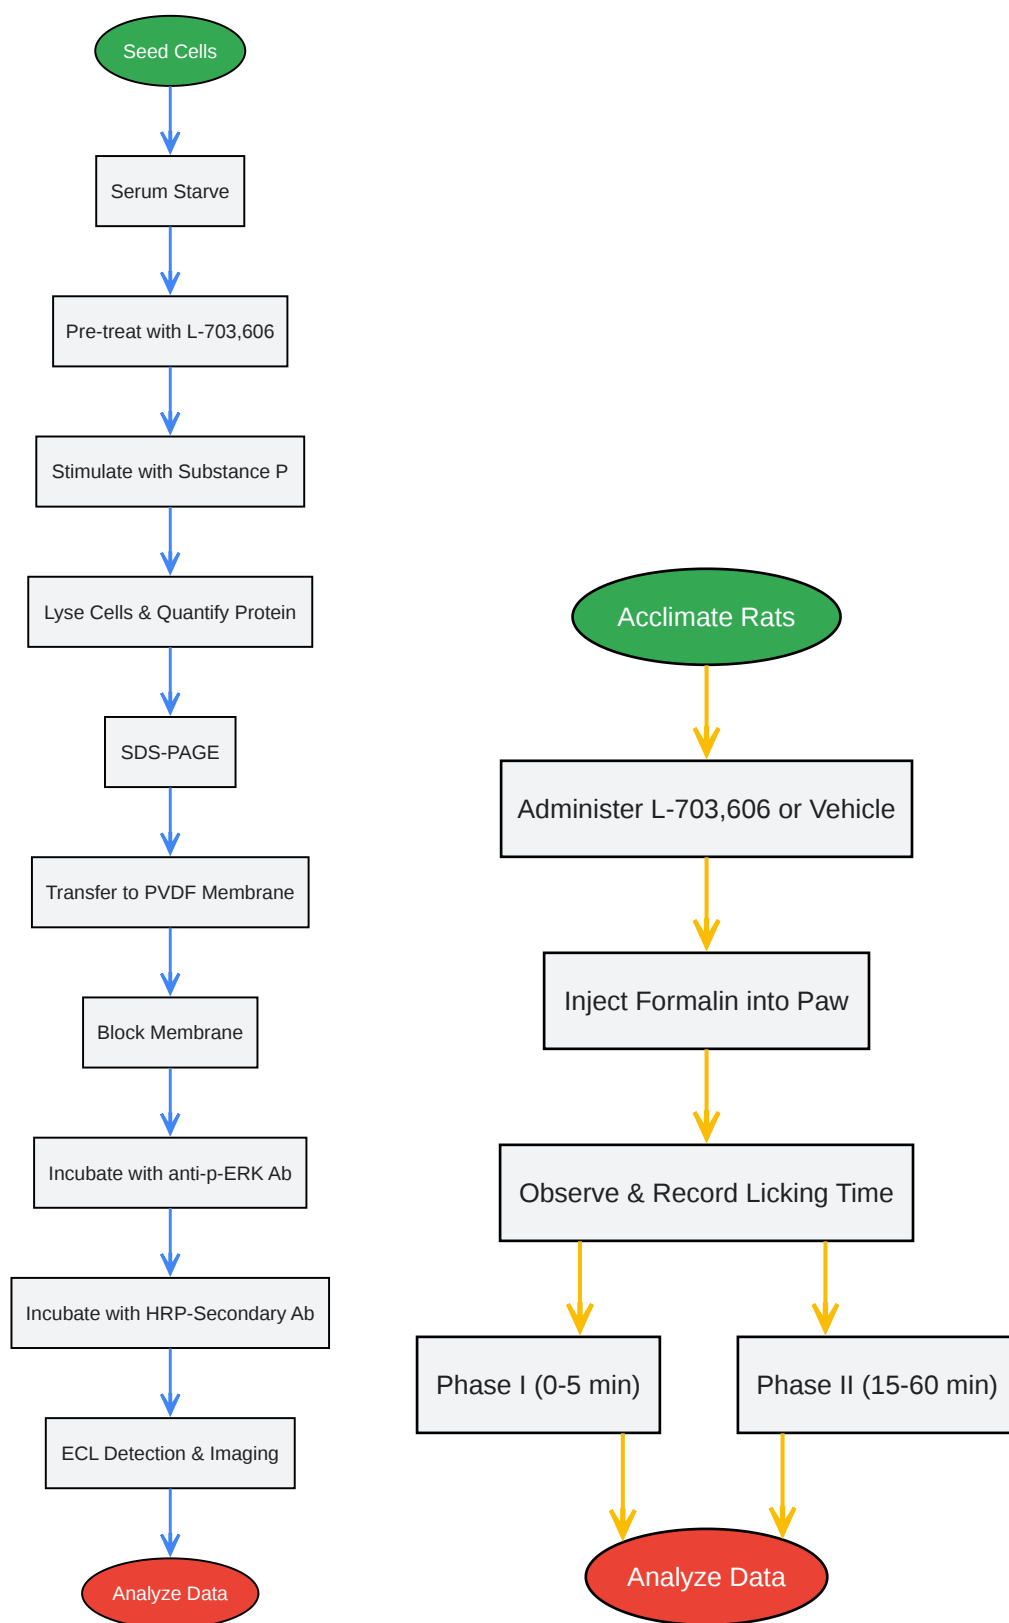 Seed Cells
Serum Starve
Pre-treat with L-703,606
Stimulate with Substance P
Lyse Cells & Quantify Protein
SDS-PAGE
Transfer to PVDF Membrane
Block Membrane
Incubate with anti-p-ERK Ab
Incubate with HRP-Secondary Ab
ECL Detection & Imaging
Analyze Data
Acclimate Rats
Administer L-703,606 or Vehicle
Inject Formalin into Paw
Observe & Record Licking Time
Phase I (0-5 min)
Phase II (15-60 min)
Analyze Data